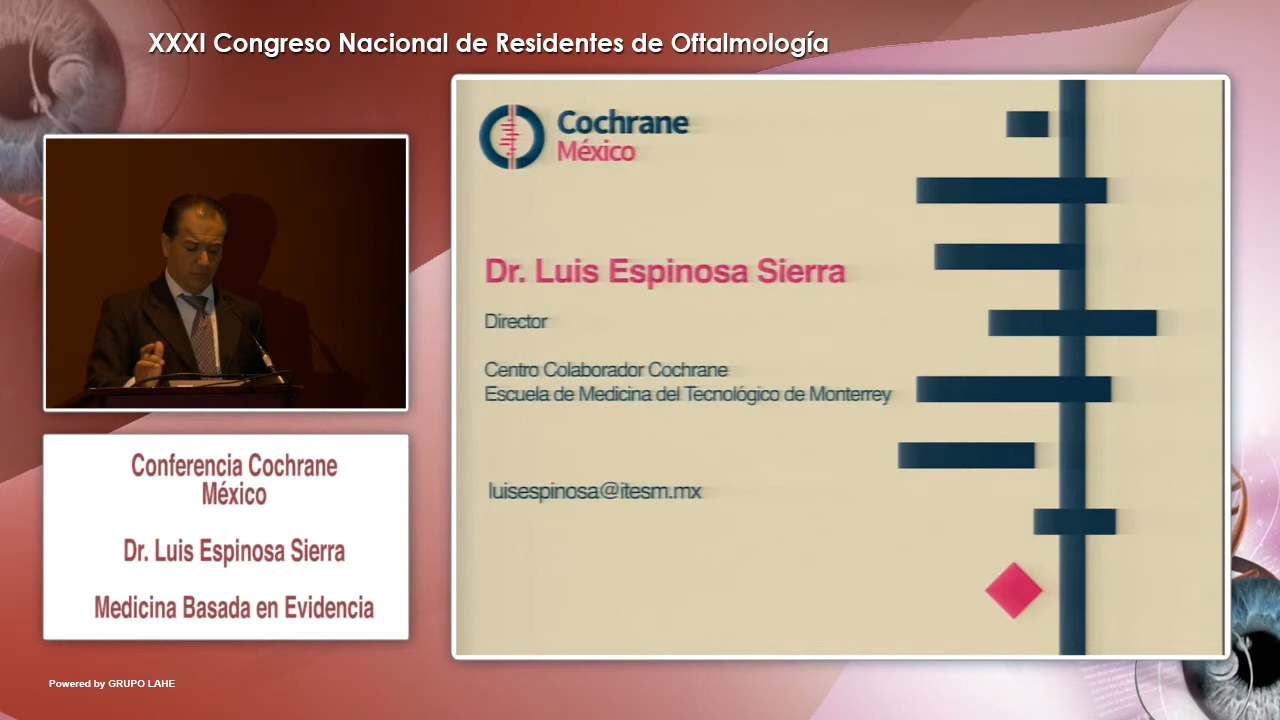 XXXI Congreso Nacional de Residentes de Oftalmología
Cochrane
México
Dr. Luis Espinosa Sierra
Director
Centro Colaborador Cochrane
Escuela de Medicina del Tecnológico de Monterrey
luisespinosa@itesm.mx
Conferencia Cochrane
México
Dr. Luis Espinosa Sierra
Medicina Basada en Evidencia
Powered by GRUPO LAHE